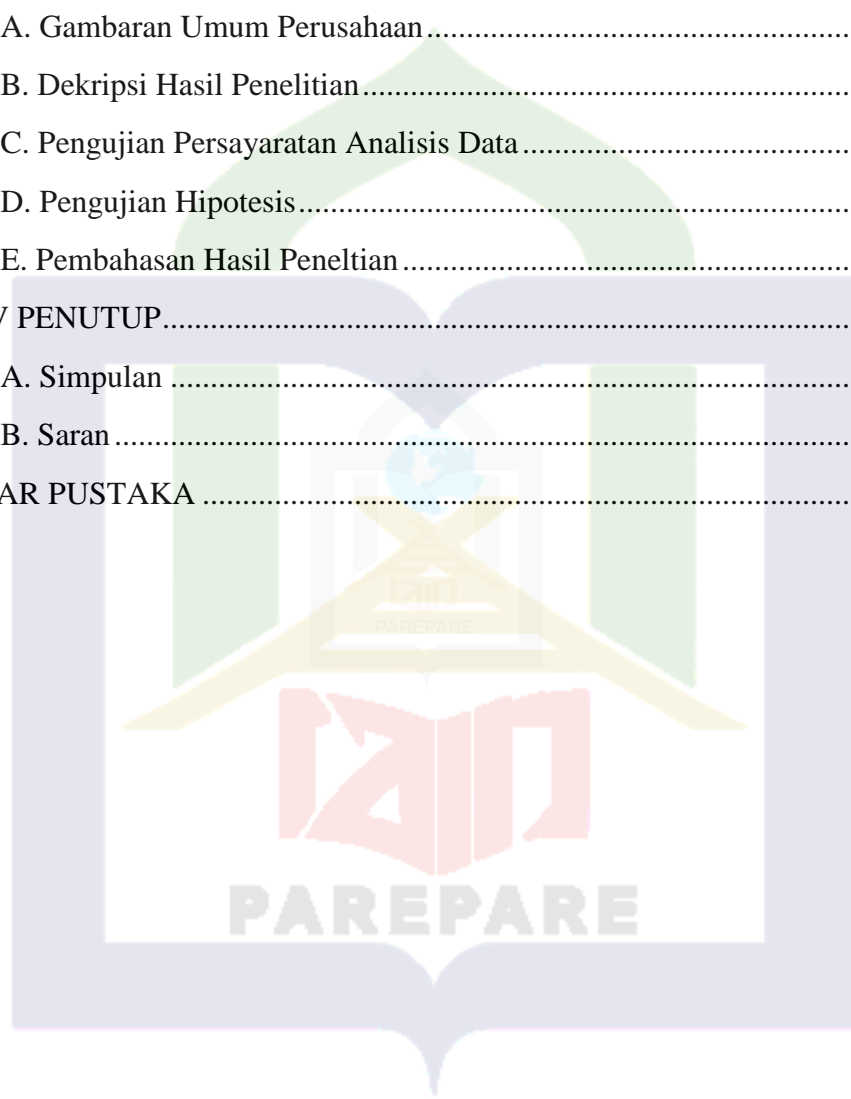 A. Gambaran Umum Perusahaan........................................................
B. Dekripsi Hasil Penelitian................................................................
C. Pengujian Persayaratan Analisis Data...........................................
D. Pengujian Hipotesis........................................................................
E. Pembahasan Hasil Peneltian...........................................................
V PENUTUP.........................................................................................
A. Simpulan.........................................................................................
B. Saran...............................................................................................
AR PUSTAKA.....................................................................................
PAREPARE
PAREPARE